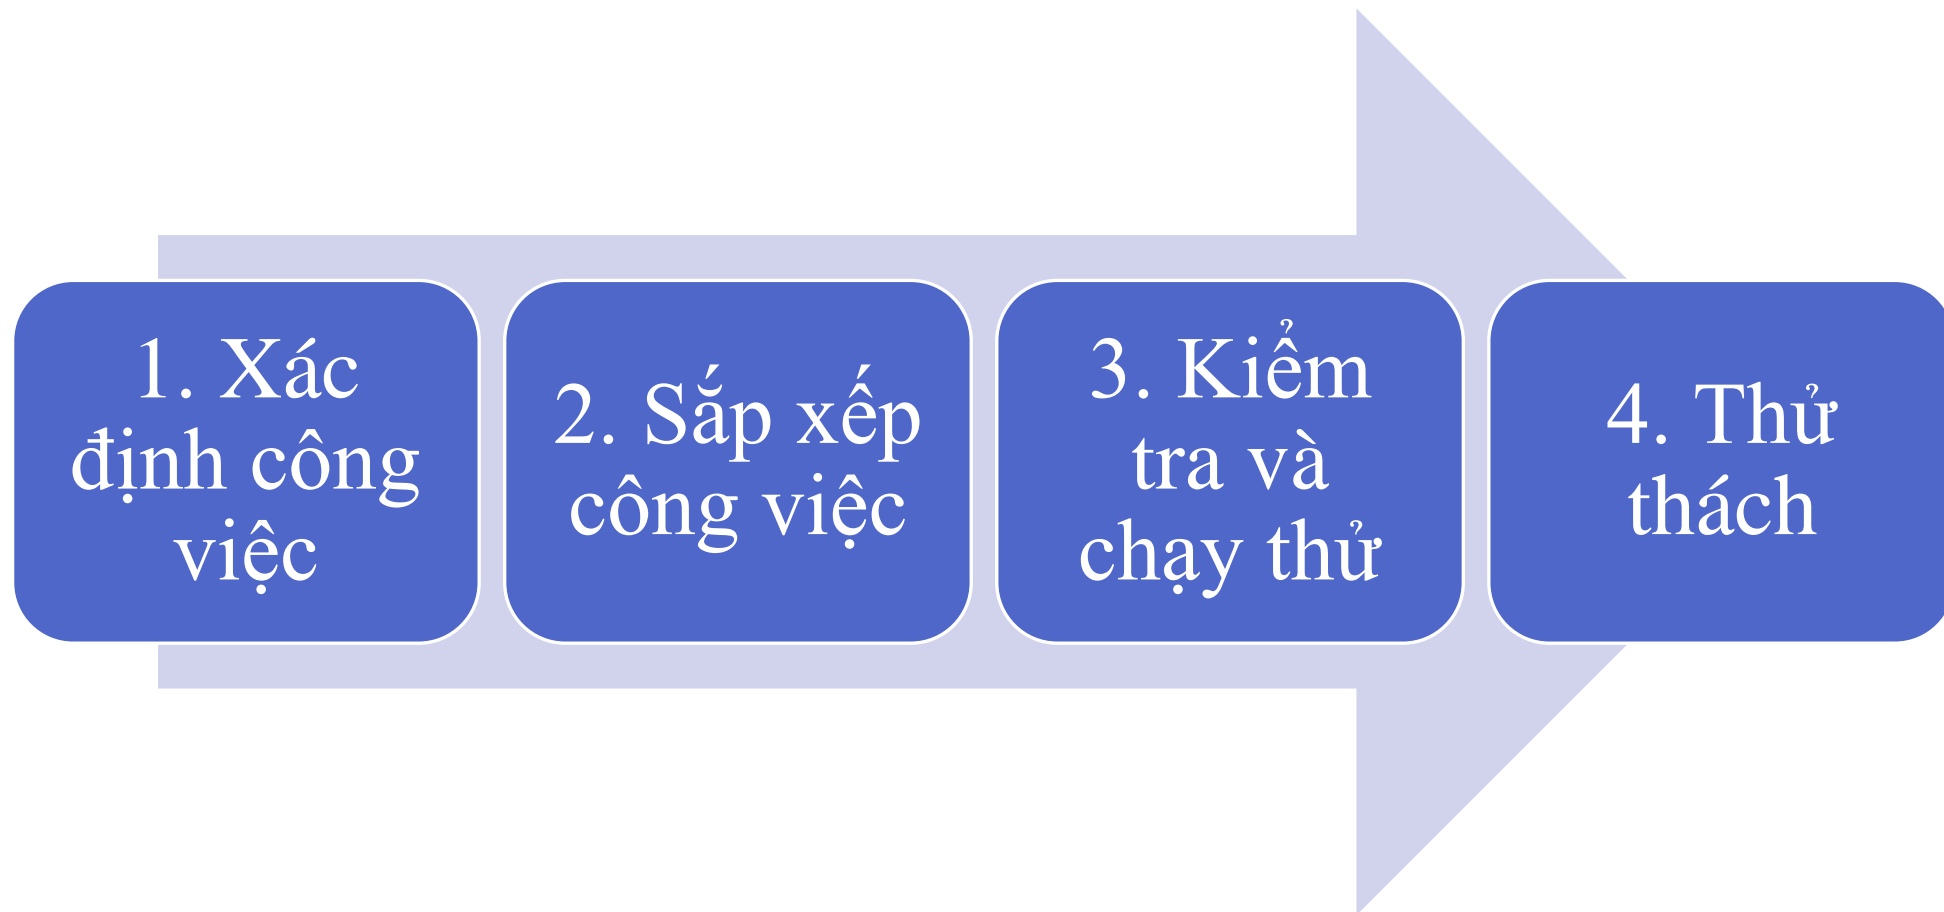 1. Xác
định công
việc
2. Sắp xếp
công việc
3. Kiểm
tra và
chạy thử
4. Thử
thách